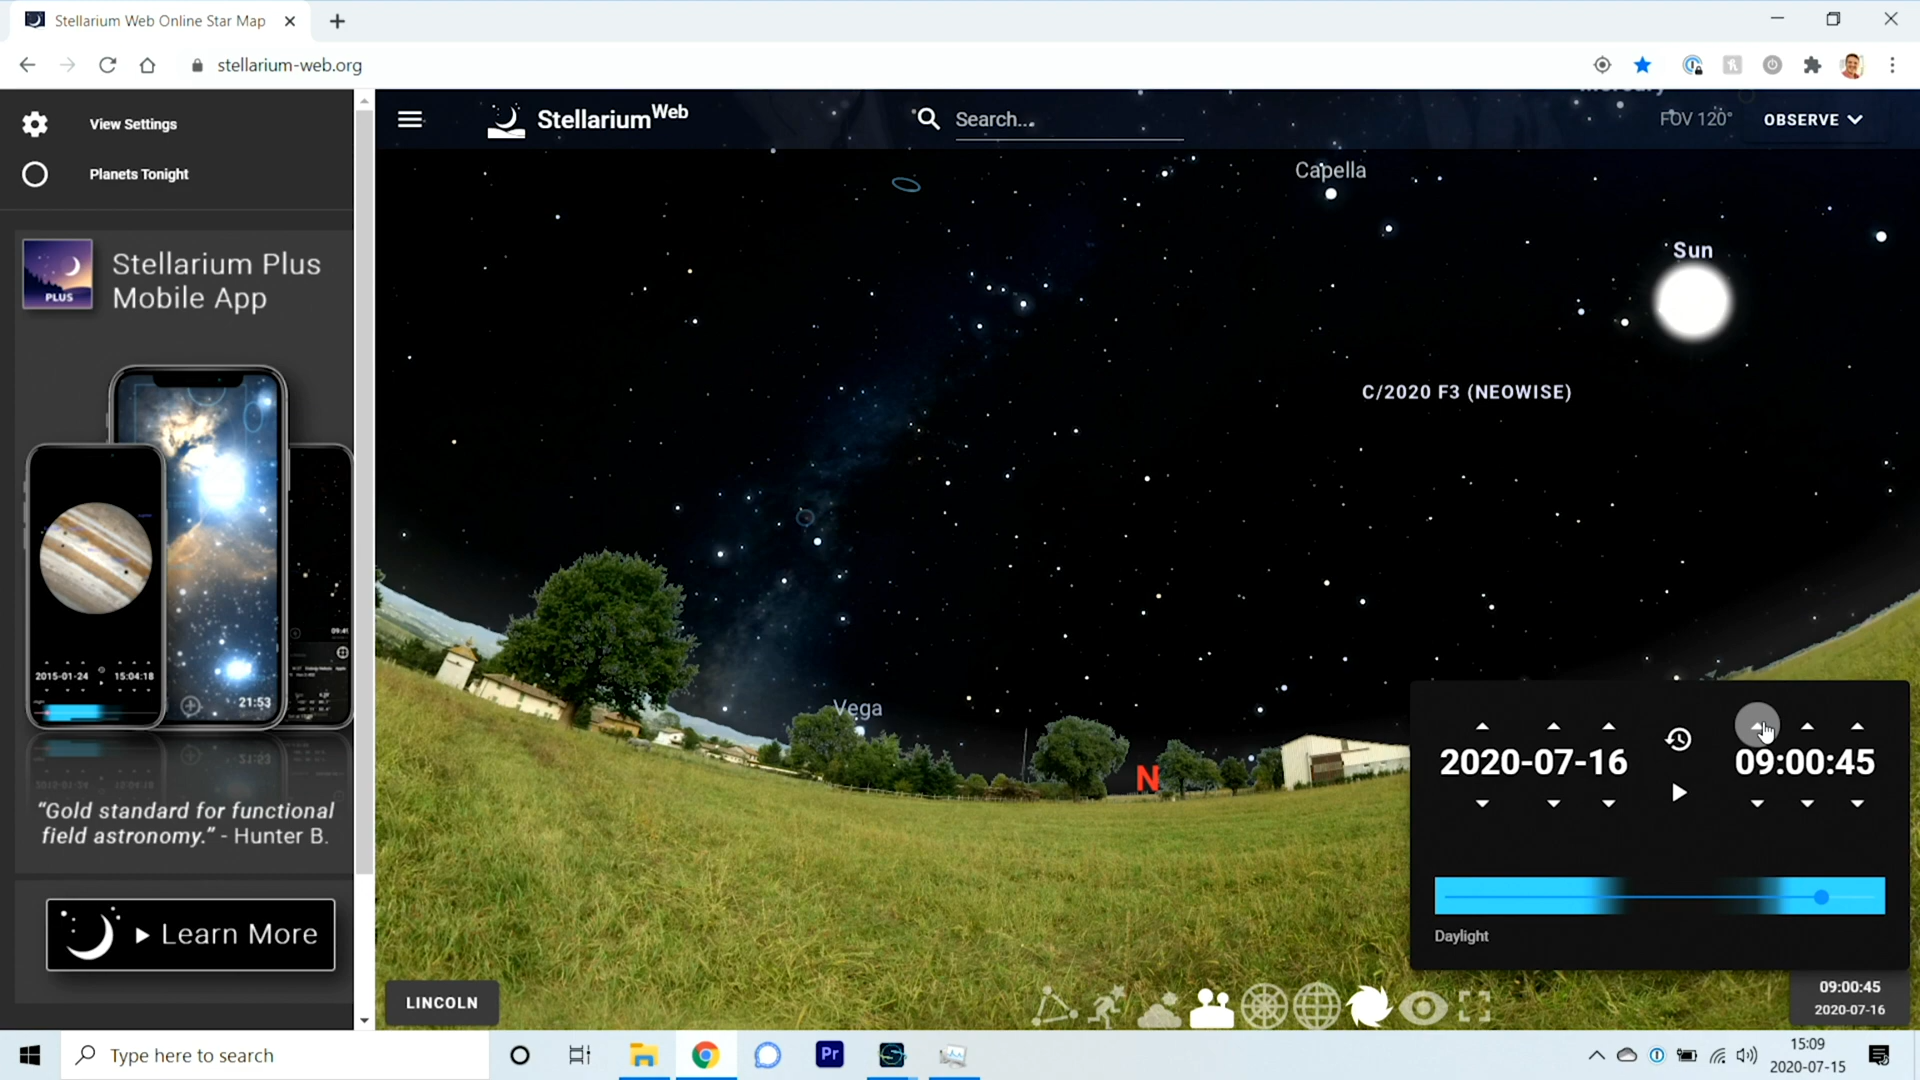 Stellarium Web Online Star Map
stellarium-web.org
View Settings
Planets Tonight
Stellarium Plus
Mobile App
PLUS
2015-01-24
15:04:18
21:53
"Gold standard for functional
field astronomy." - Hunter B.
Learn More
StellariumWeb
Search...
FOV 120°
OBSERVE
Capella
Sun
C/2020 F3 (NEOWISE)
Vega
N
2020-07-16
09:00:45
Daylight
09:00:45
2020-07-16
LINCOLN
Type here to search
Pr
15:09
2020-07-15